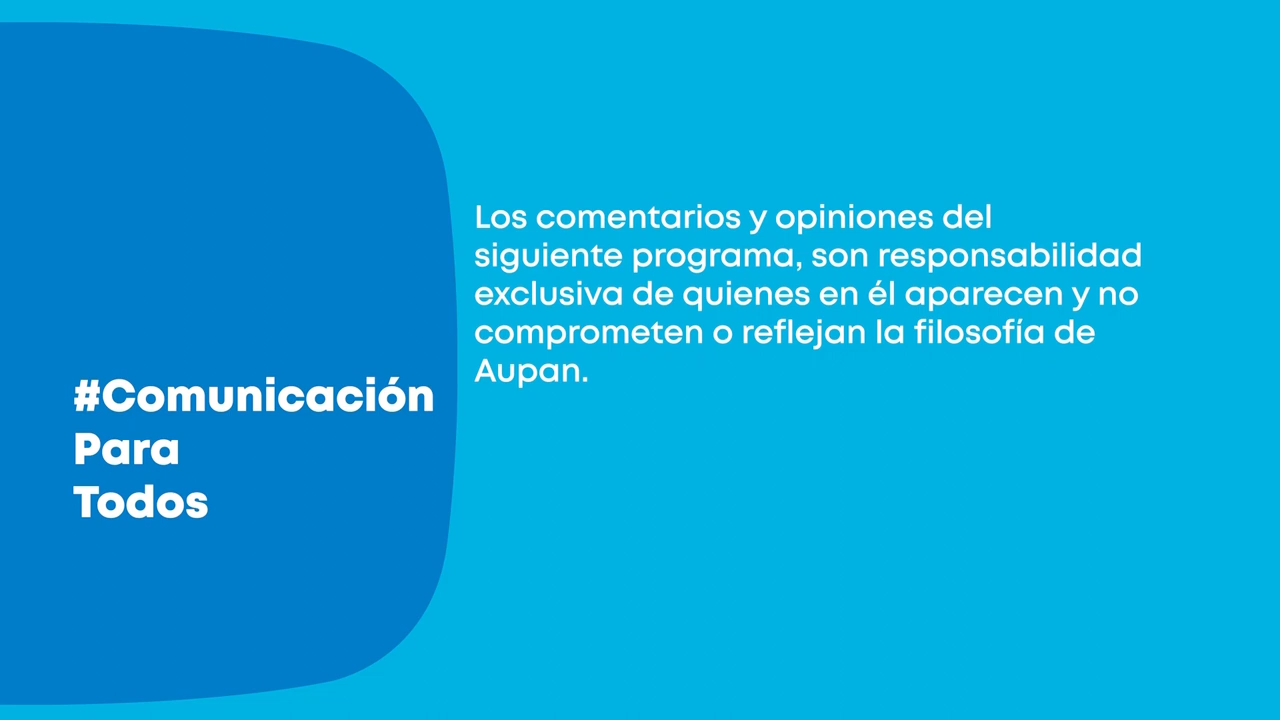 #Comunicación
Para
Todos
Los comentarios y opiniones del
siguiente programa, son responsabilidad
exclusiva de quienes en él aparecen y no
comprometen o reflejan la filosofía de
Aupan.